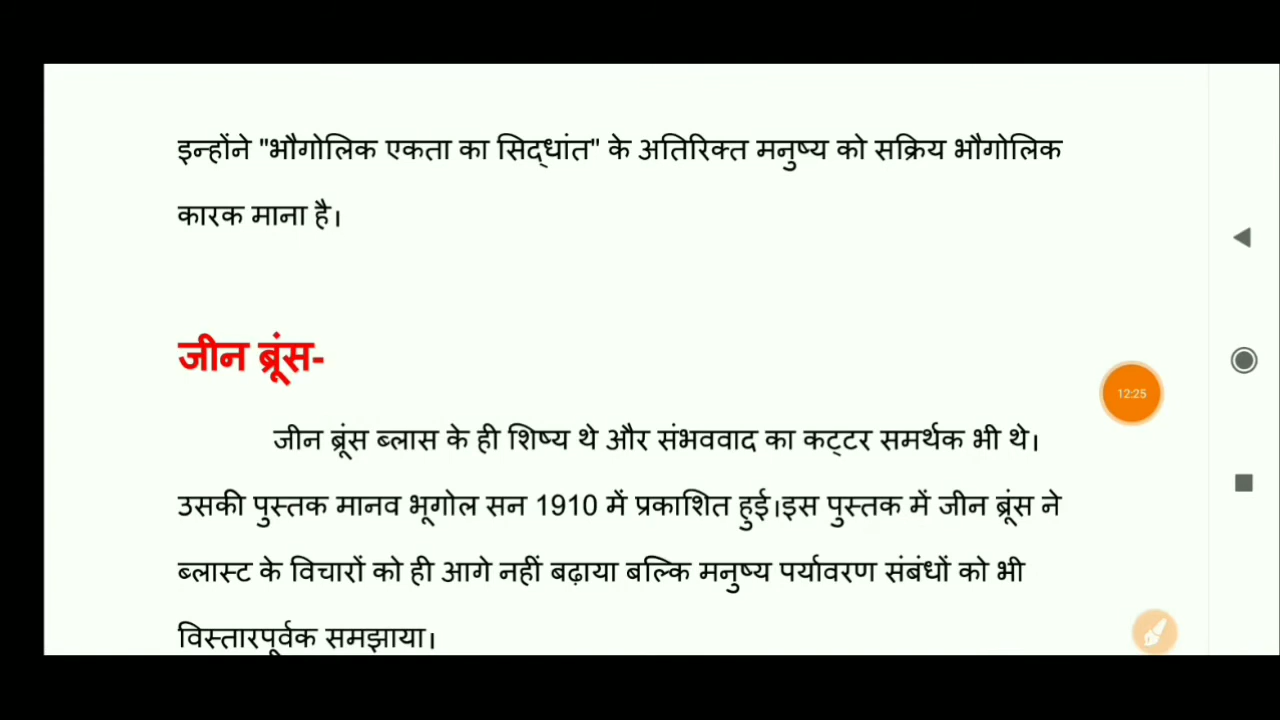 इन्होंने "भौगोलिक एकता का सिद्धांत" के अतिरिक्त मनुष्य को सक्रिय भौगोलिक
कारक माना है।
जीन ब्रूंस-
जीन ब्रूंस ब्लास के ही शिष्य थे और संभववाद का कट्टर समर्थक भी थे।
उसकी पुस्तक मानव भूगोल सन 1910 में प्रकाशित हुई।इस पुस्तक में जीन ब्रूंस ने
ब्लास्ट के विचारों को ही आगे नहीं बढ़ाया बल्कि मनुष्य पर्यावरण संबंधों को भी
विस्तारपूर्वक समझाया।
12:25